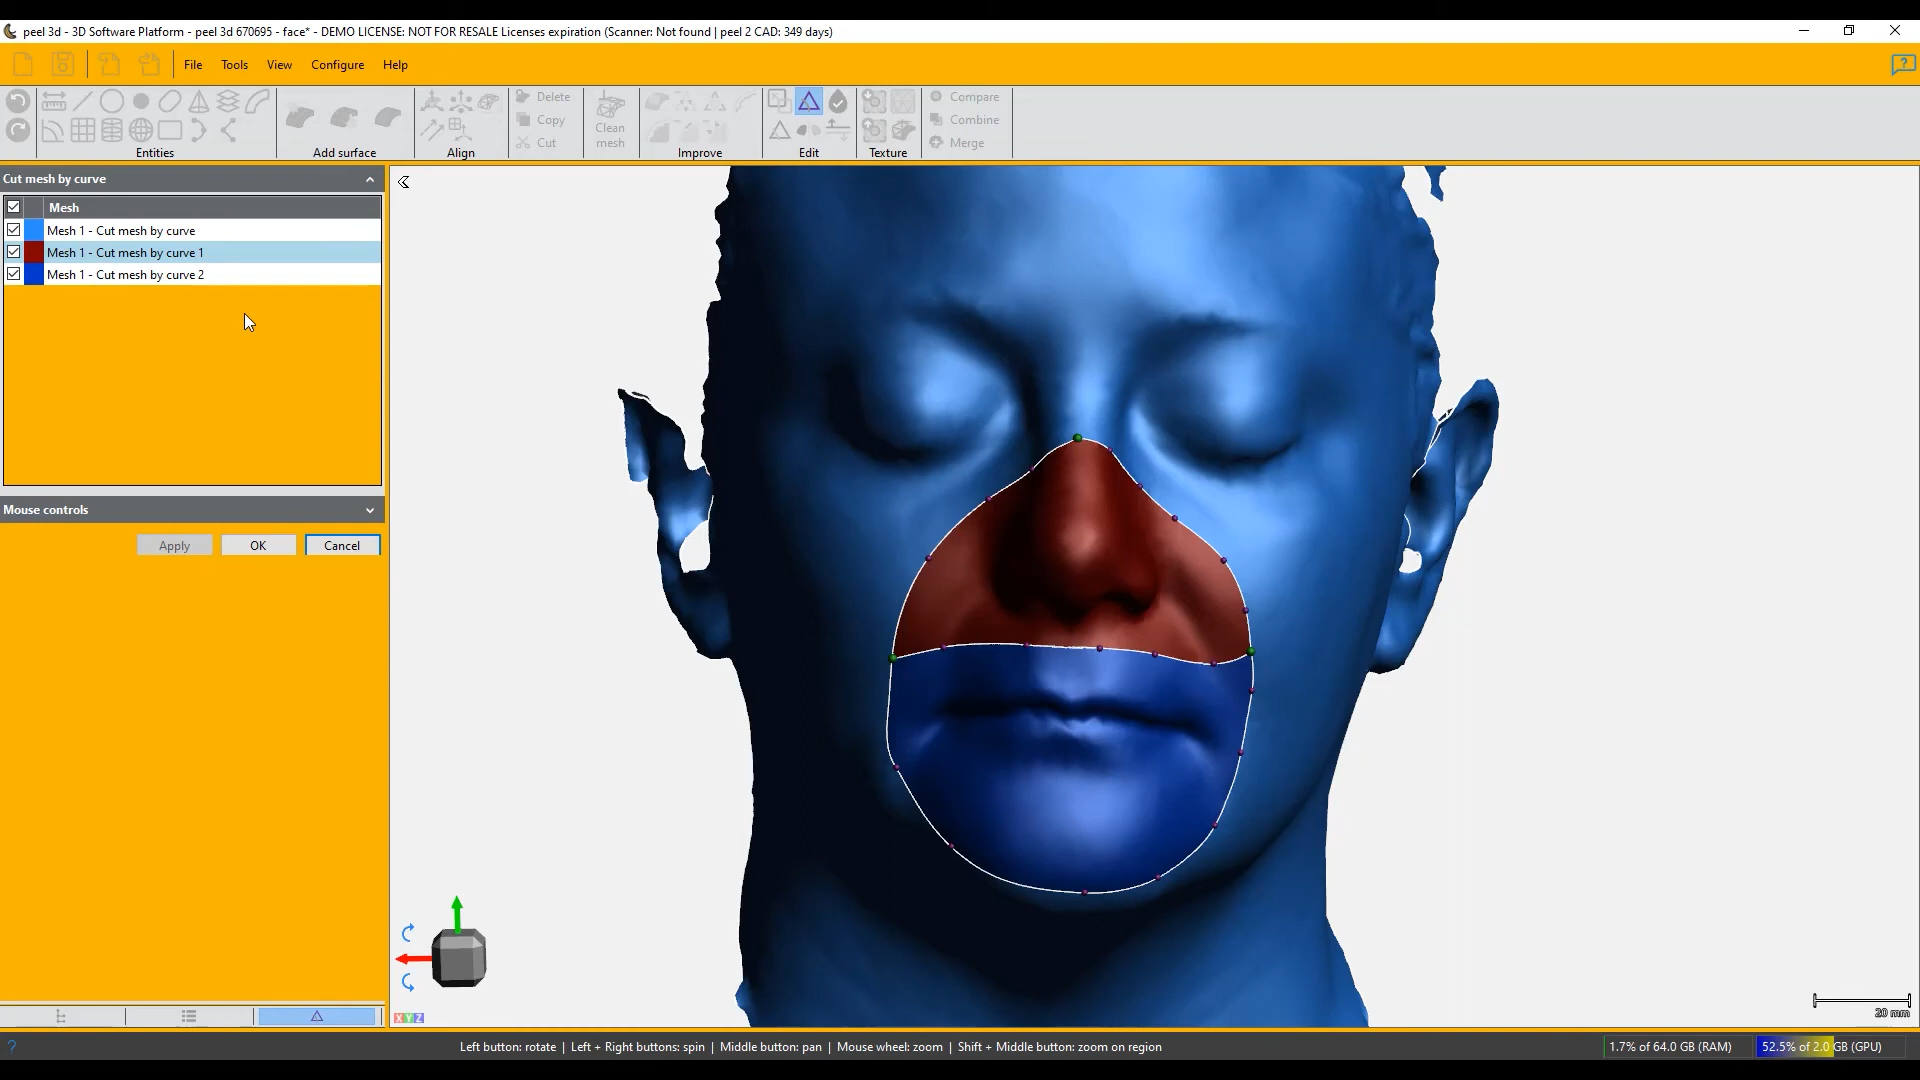 peel 3d - 3D Software Platform - peel 3d 670695 - face* - DEMO LICENSE: NOT FOR RESALE Licenses expiration (Scanner: Not found | peel 2 CAD: 349 days)
File Tools View Configure Help
Delete
Copy
Cut
Clean mesh
Compare
Combine
Merge
Entities Add surface Align Improve Edit Texture
Cut mesh by curve
Mesh
Mesh 1 - Cut mesh by curve
Mesh 1 - Cut mesh by curve 1
Mesh 1 - Cut mesh by curve 2
Mouse controls
Apply OK Cancel
X Y Z
20 mm
Left button: rotate | Left + Right buttons: spin | Middle button: pan | Mouse wheel: zoom | Shift + Middle button: zoom on region
1.7% of 64.0 GB (RAM) 52.5% of 2.0 GB (GPU)